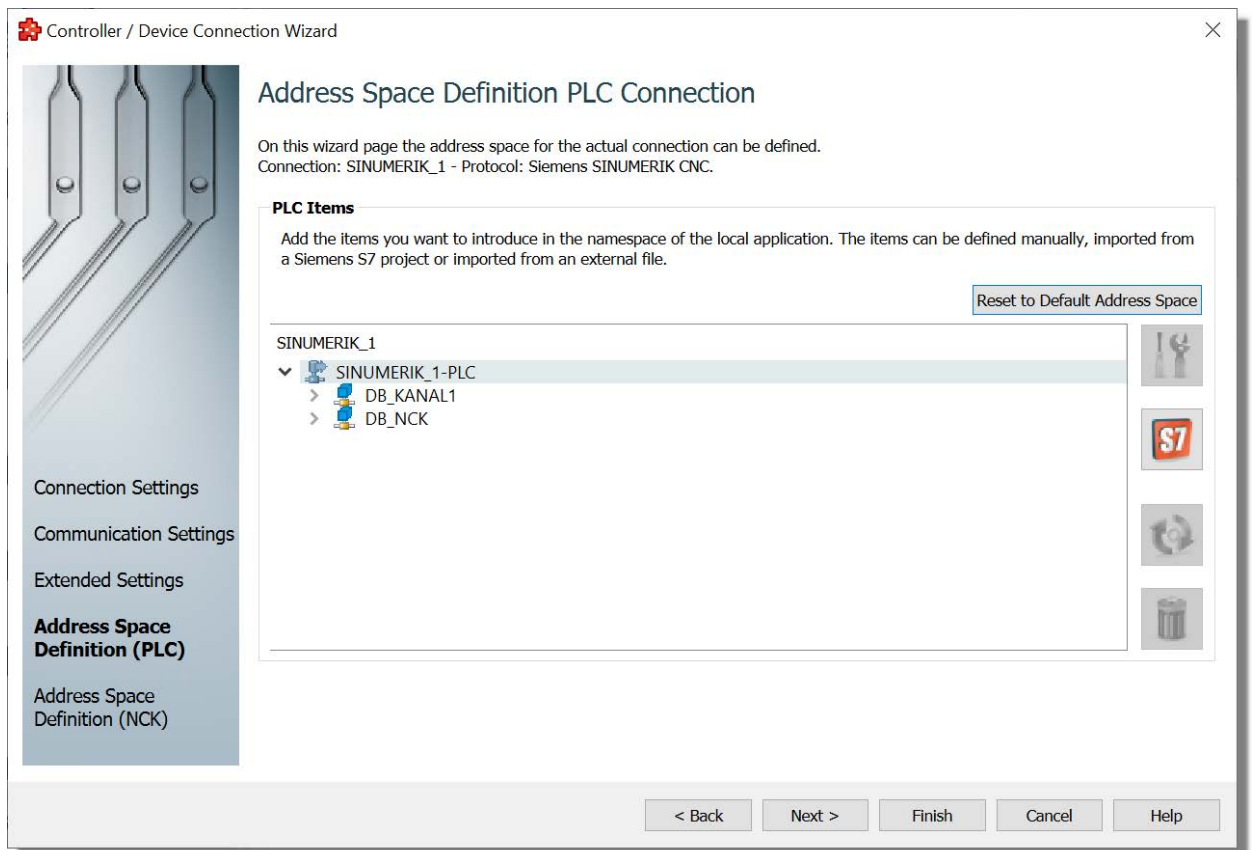 Controller / Device Connection Wizard
Address Space Definition PLC Connection
On this wizard page the address space for the actual connection can be defined.
Connection: SINUMERIK_1 - Protocol: Siemens SINUMERIK CNC.
PLC Items
Add the items you want to introduce in the namespace of the local application. The items can be defined manually, imported from
a Siemens S7 project or imported from an external file.
Reset to Default Address Space
SINUMERIK_1
SINUMERIK_1-PLC
DB_KANAL1
DB_NCK
S7
Connection Settings
Communication Settings
Extended Settings
Address Space
Definition (PLC)
Address Space
Definition (NCK)
< Back
Next >
Finish
Cancel
Help